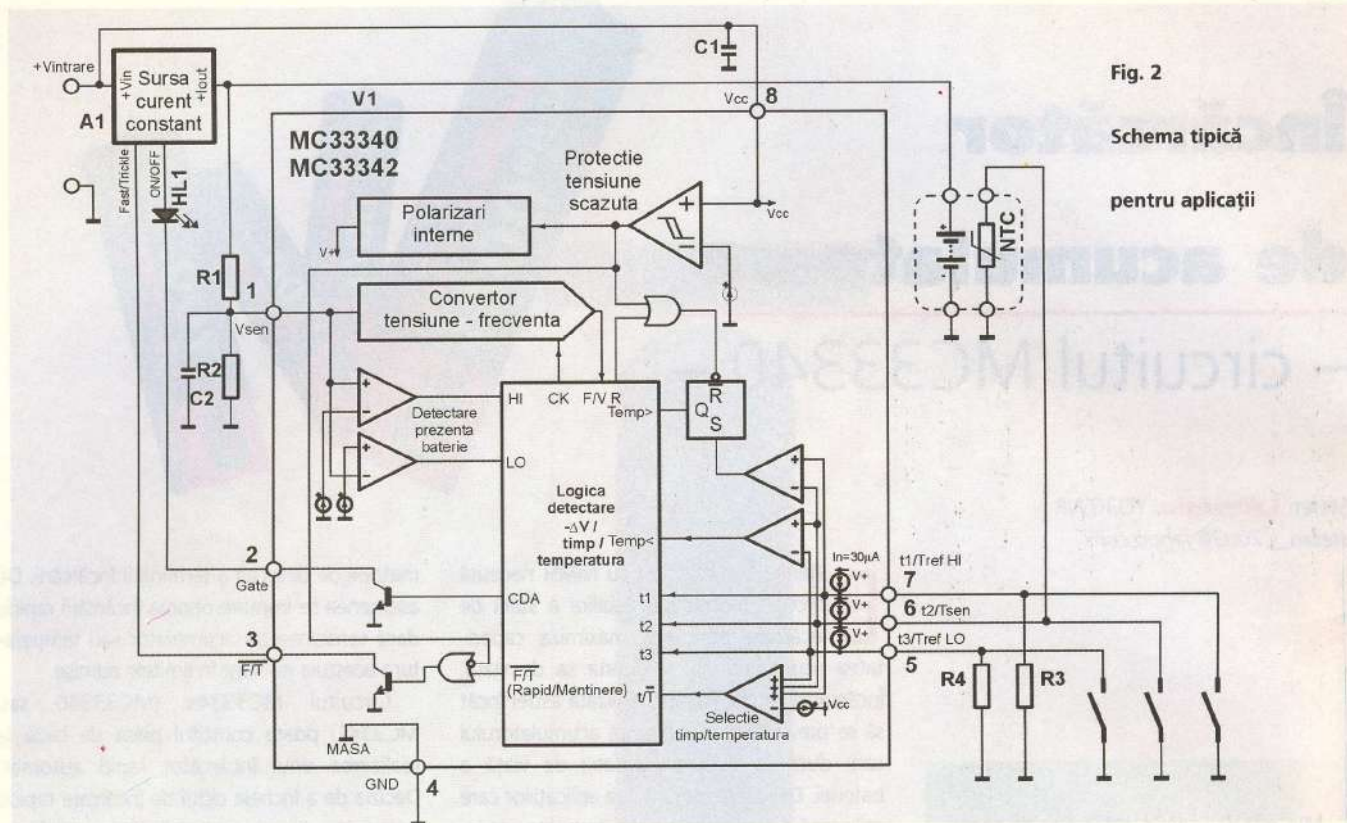 Fig. 2
Schema tipică
pentru aplicații
+Vintrare
+Vin
+Iout
Sursa
curent
constant
A1
Fast/Trickle
ON/OFF
HL1
V1
MC33340
MC33342
C1
Vcc
8
Vcc
Protectie
tensiune
scazuta
Polarizari
interne
V+
NTC
R1
1
Vsen
Convertor
tensiune - frecventa
R2
C2
HI
CK
F/V
R
Temp>
R
Q
S
Detectare
prezenta
baterie
LO
Logica
detectare
-ΔV /
timp /
temperatura
Temp<
In=30µA
V+
V+
V+
t1/Tref HI
7
6 t2/Tsen
t3/Tref LO
5
2
Gate
CDA
t1
t2
t3
3
F/T
F/T
(Rapid/Mentinere)
t/T
Vcc
Selectie
timp/temperatura
R4
R3
MASA
GND
4
- circuitul MC33340 -